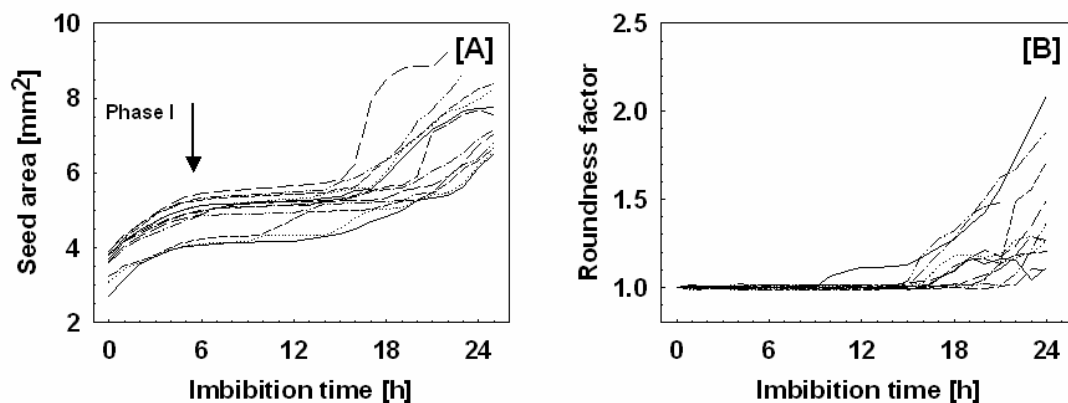 10
8
6
4
2
Seed area [mm²]
[A]
Phase I
0 6 12 18 24
Imbibition time [h]
2.5
2.0
1.5
1.0
Roundness factor
[B]
0 6 12 18 24
Imbibition time [h]